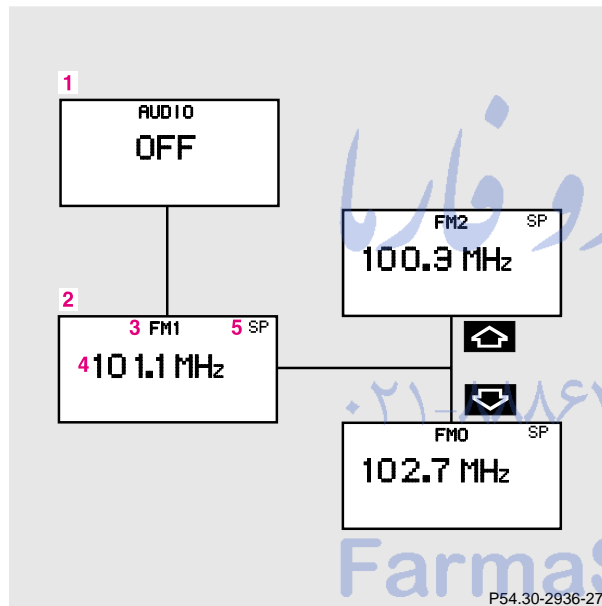 1
AUDIO
OFF
2
3 FM1 5 SP
4 101.1 MHz
FM2 SP
100.3 MHz
FM0 SP
102.7 MHz
P54.30-2936-27